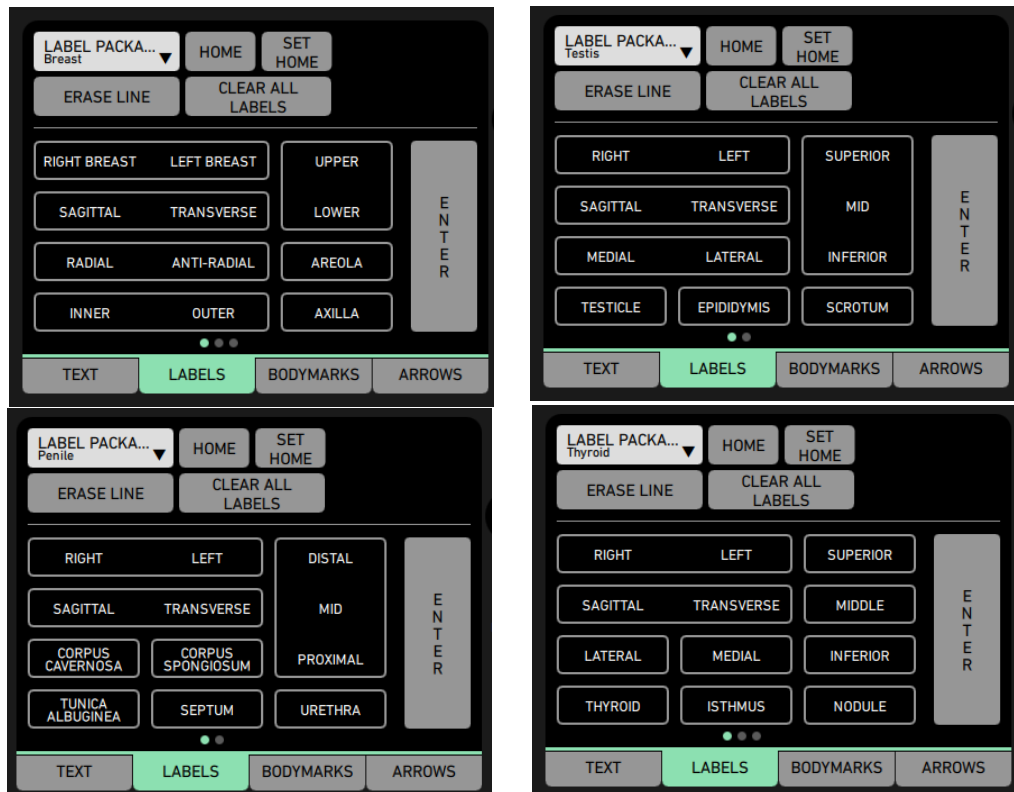 LABEL PACKA...
Breast
HOME
SET
HOME
ERASE LINE
CLEAR ALL
LABELS
RIGHT BREAST LEFT BREAST UPPER
SAGITTAL TRANSVERSE LOWER
RADIAL ANTI-RADIAL AREOLA
INNER OUTER AXILLA
ENTER
TEXT LABELS BODYMARKS ARROWS
LABEL PACKA...
Testis
HOME
SET
HOME
ERASE LINE
CLEAR ALL
LABELS
RIGHT LEFT SUPERIOR
SAGITTAL TRANSVERSE MID
MEDIAL LATERAL INFERIOR
TESTICLE EPIDIDYMIS SCROTUM
ENTER
TEXT LABELS BODYMARKS ARROWS
LABEL PACKA...
Penile
HOME
SET
HOME
ERASE LINE
CLEAR ALL
LABELS
RIGHT LEFT DISTAL
SAGITTAL TRANSVERSE MID
CORPUS
CAVERNOSA
CORPUS
SPONGIOSUM
PROXIMAL
TUNICA
ALBUGINEA
SEPTUM
URETHRA
ENTER
TEXT LABELS BODYMARKS ARROWS
LABEL PACKA...
Thyroid
HOME
SET
HOME
ERASE LINE
CLEAR ALL
LABELS
RIGHT LEFT SUPERIOR
SAGITTAL TRANSVERSE MIDDLE
LATERAL MEDIAL INFERIOR
THYROID ISTHMUS NODULE
ENTER
TEXT LABELS BODYMARKS ARROWS